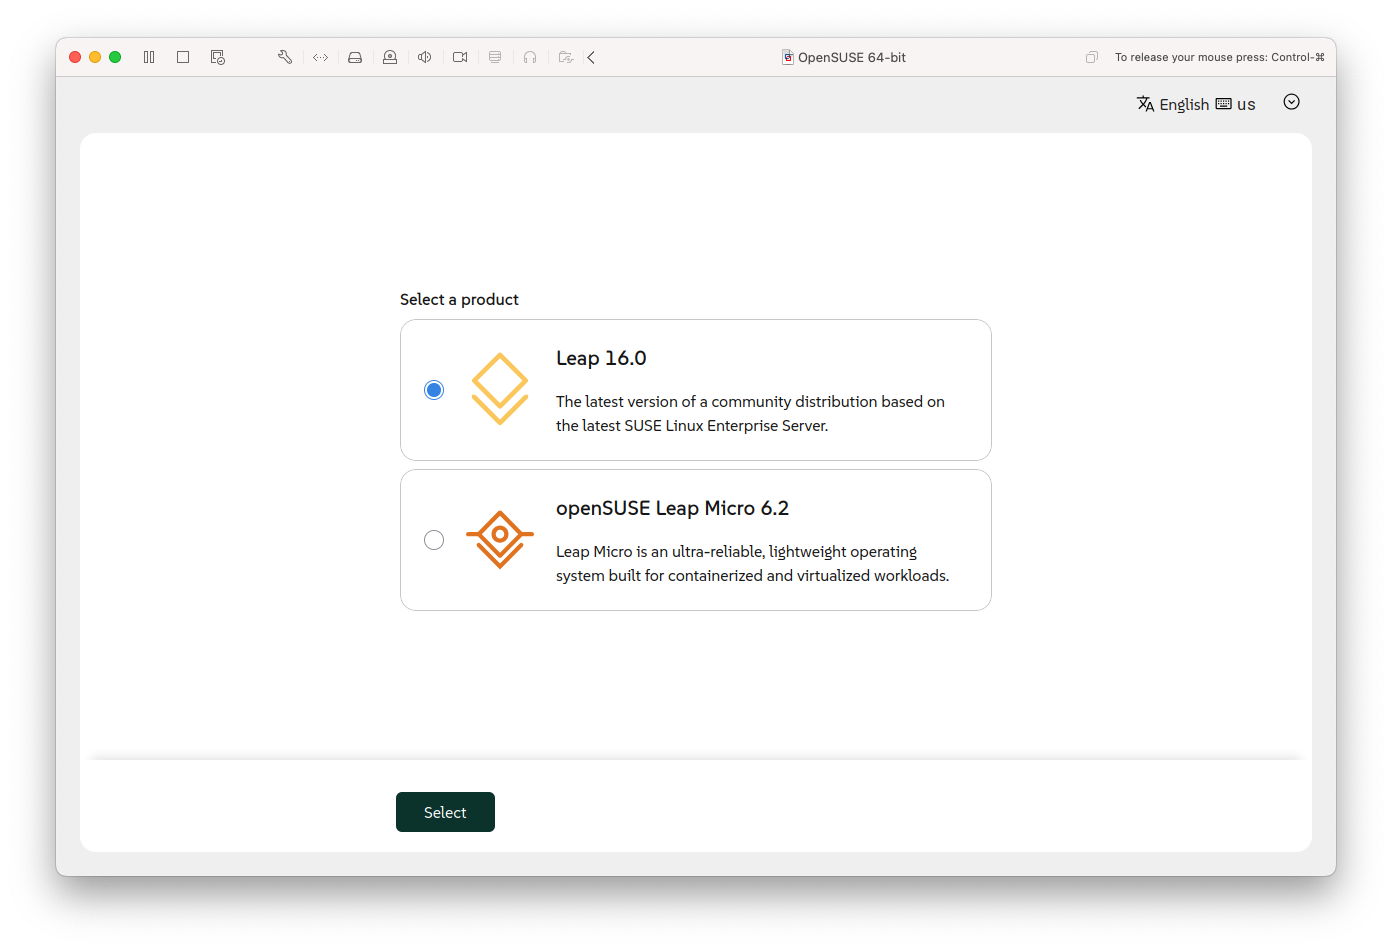 OpenSUSE 64-bit
To release your mouse press: Control-⌘
English us
Select a product
Leap 16.0
The latest version of a community distribution based on
the latest SUSE Linux Enterprise Server.
openSUSE Leap Micro 6.2
Leap Micro is an ultra-reliable, lightweight operating
system built for containerized and virtualized workloads.
Select